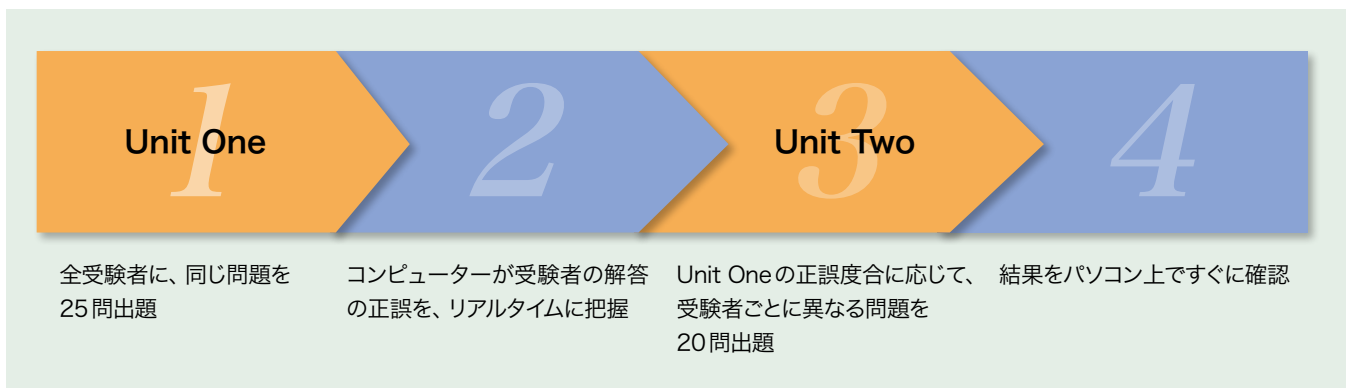 1
Unit One
2
3
Unit Two
4
全受験者に、同じ問題を
25問出題
コンピューターが受験者の解答
の正誤を、リアルタイムに把握
Unit Oneの正誤度合に応じて、
受験者ごとに異なる問題を
20問出題
結果をパソコン上ですぐに確認